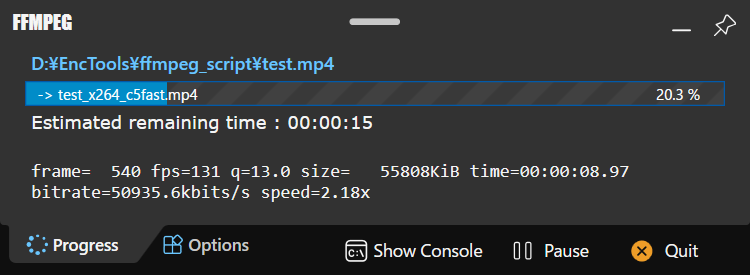 FFMPEG
D:¥EncTools¥ffmpeg_script¥test.mp4
-> test_x264_c5fast.mp4 20.3 %
Estimated remaining time : 00:00:15
frame=  540 fps=131 q=13.0 size=   55808KiB time=00:00:08.97
bitrate=50935.6kbits/s speed=2.18x
Progress Options C:\ Show Console Pause Quit